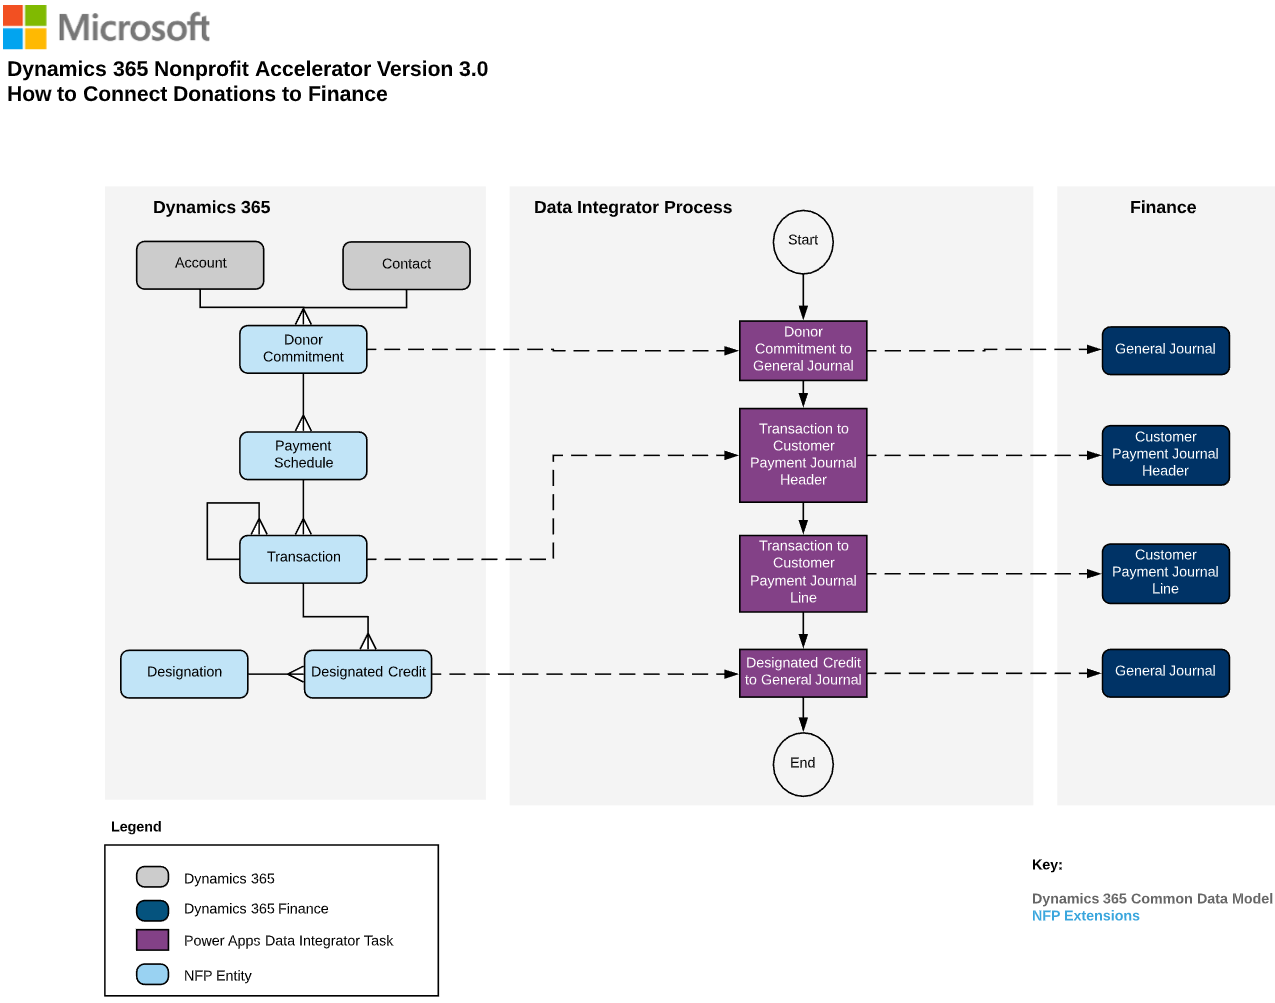 Microsoft
Dynamics 365 Nonprofit Accelerator Version 3.0
How to Connect Donations to Finance
Dynamics 365
Account
Contact
Donor
Commitment
Payment
Schedule
Transaction
Designation
Designated Credit
Data Integrator Process
Start
Donor
Commitment to
General Journal
Transaction to
Customer
Payment Journal
Header
Transaction to
Customer
Payment Journal
Line
Designated Credit
to General Journal
End
Finance
General Journal
Customer
Payment Journal
Header
Customer
Payment Journal
Line
General Journal
Legend
Dynamics 365
Dynamics 365 Finance
Power Apps Data Integrator Task
NFP Entity
Key:
Dynamics 365 Common Data Model
NFP Extensions